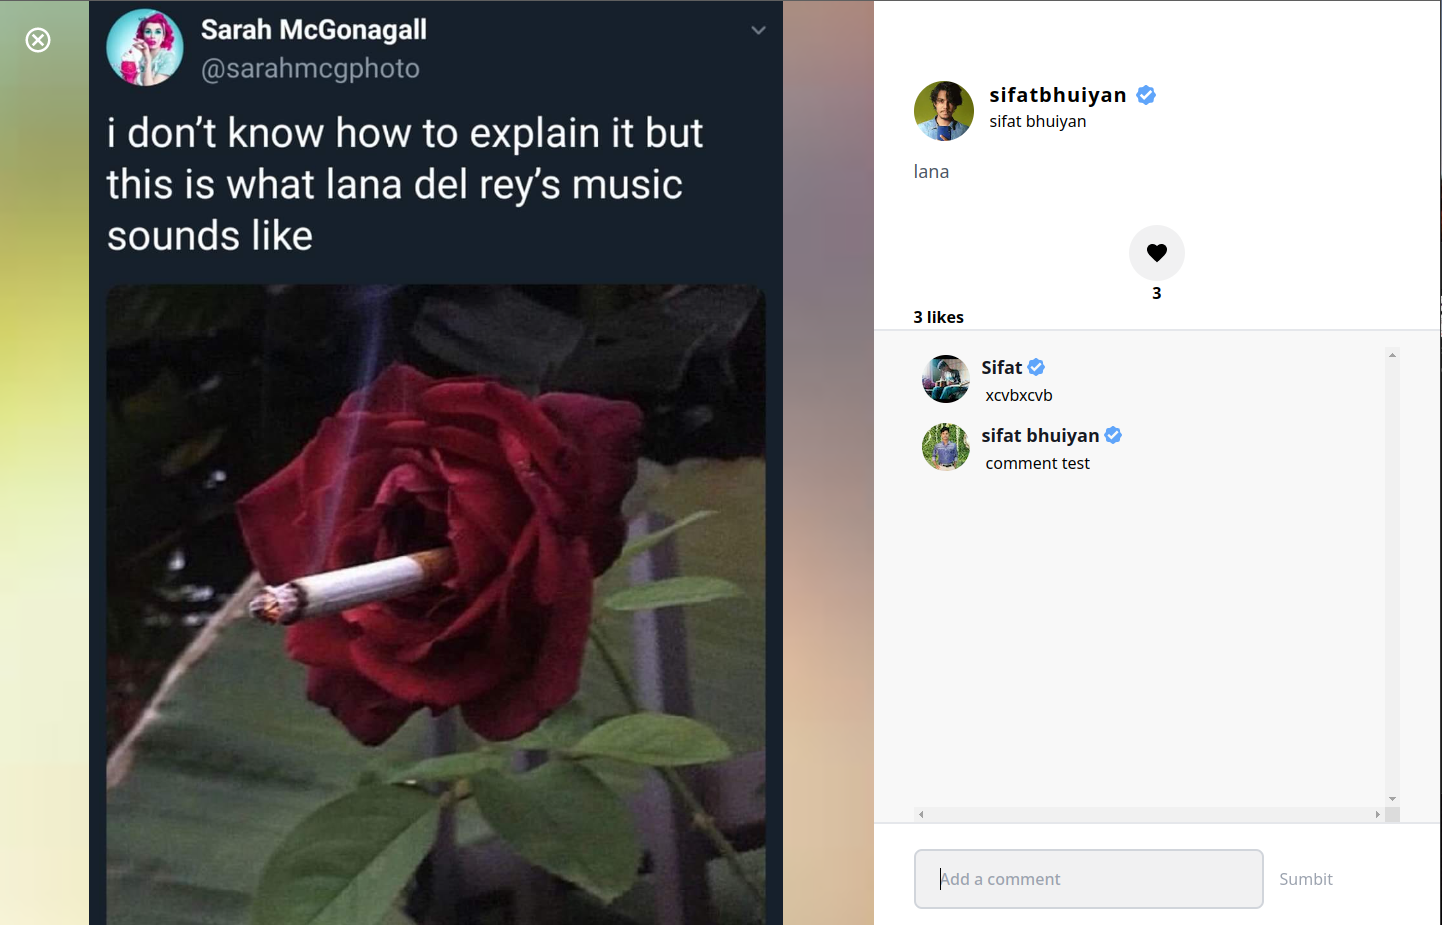 Sarah McGonagall
@sarahmcgphoto
i don’t know how to explain it but
this is what lana del rey’s music
sounds like
sifatbhuiyan
sifat bhuiyan
lana
3
3 likes
Sifat
xcvbxcvb
sifat bhuiyan
comment test
Add a comment
Sumbit